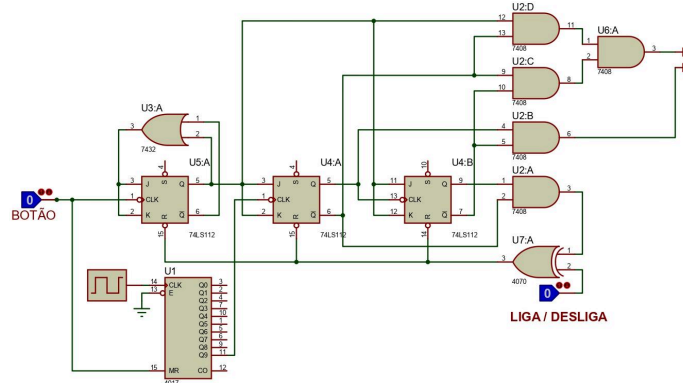 U2:D
12
11
13
7408
U6:A
1
3
2
7408
U2:C
9
8
10
7408
U2:B
4
6
5
7408
U3:A
3
1
2
7432
U5:A
4
S
3 J Q 5
1 CLK
2 K Q 6
R
15
74LS112
U4:A
4
S
3 J Q 5
1 CLK
2 K Q 6
R
15
74LS112
U4:B
10
S
11 J Q 9
13 CLK
12 K Q 7
R
14
74LS112
U2:A
1
3
2
7408
0
BOTÃO
U7:A
3
1
2
4070
0
LIGA / DESLIGA
U1
14 CLK Q0 3
13 E Q1 2
Q2 4
Q3 7
Q4 10
Q5 1
Q6 5
Q7 6
Q8 9
Q9 11
15 MR CO 12
4017